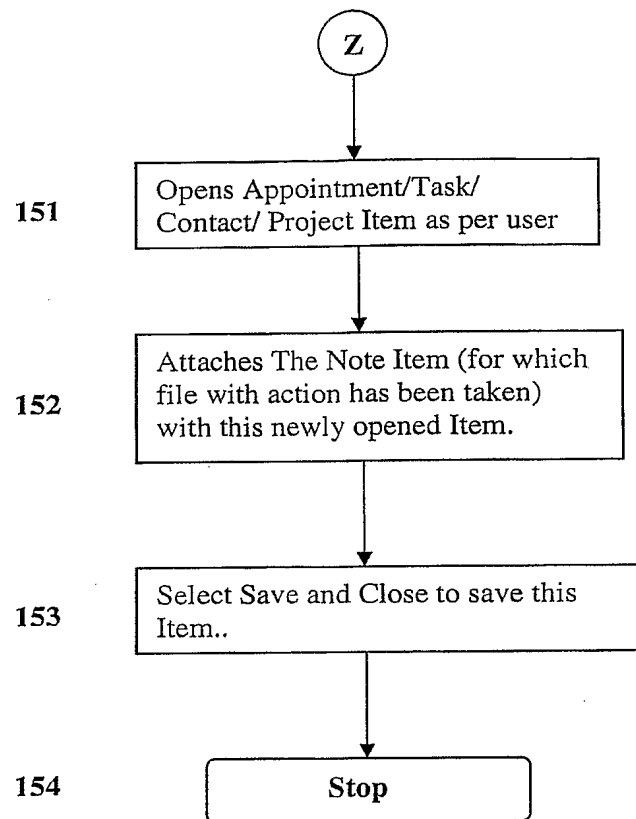 Z
151
Opens Appointment/Task/
Contact/ Project Item as per user
152
Attaches The Note Item (for which
file with action has been taken)
with this newly opened Item.
153
Select Save and Close to save this
Item..
154
Stop